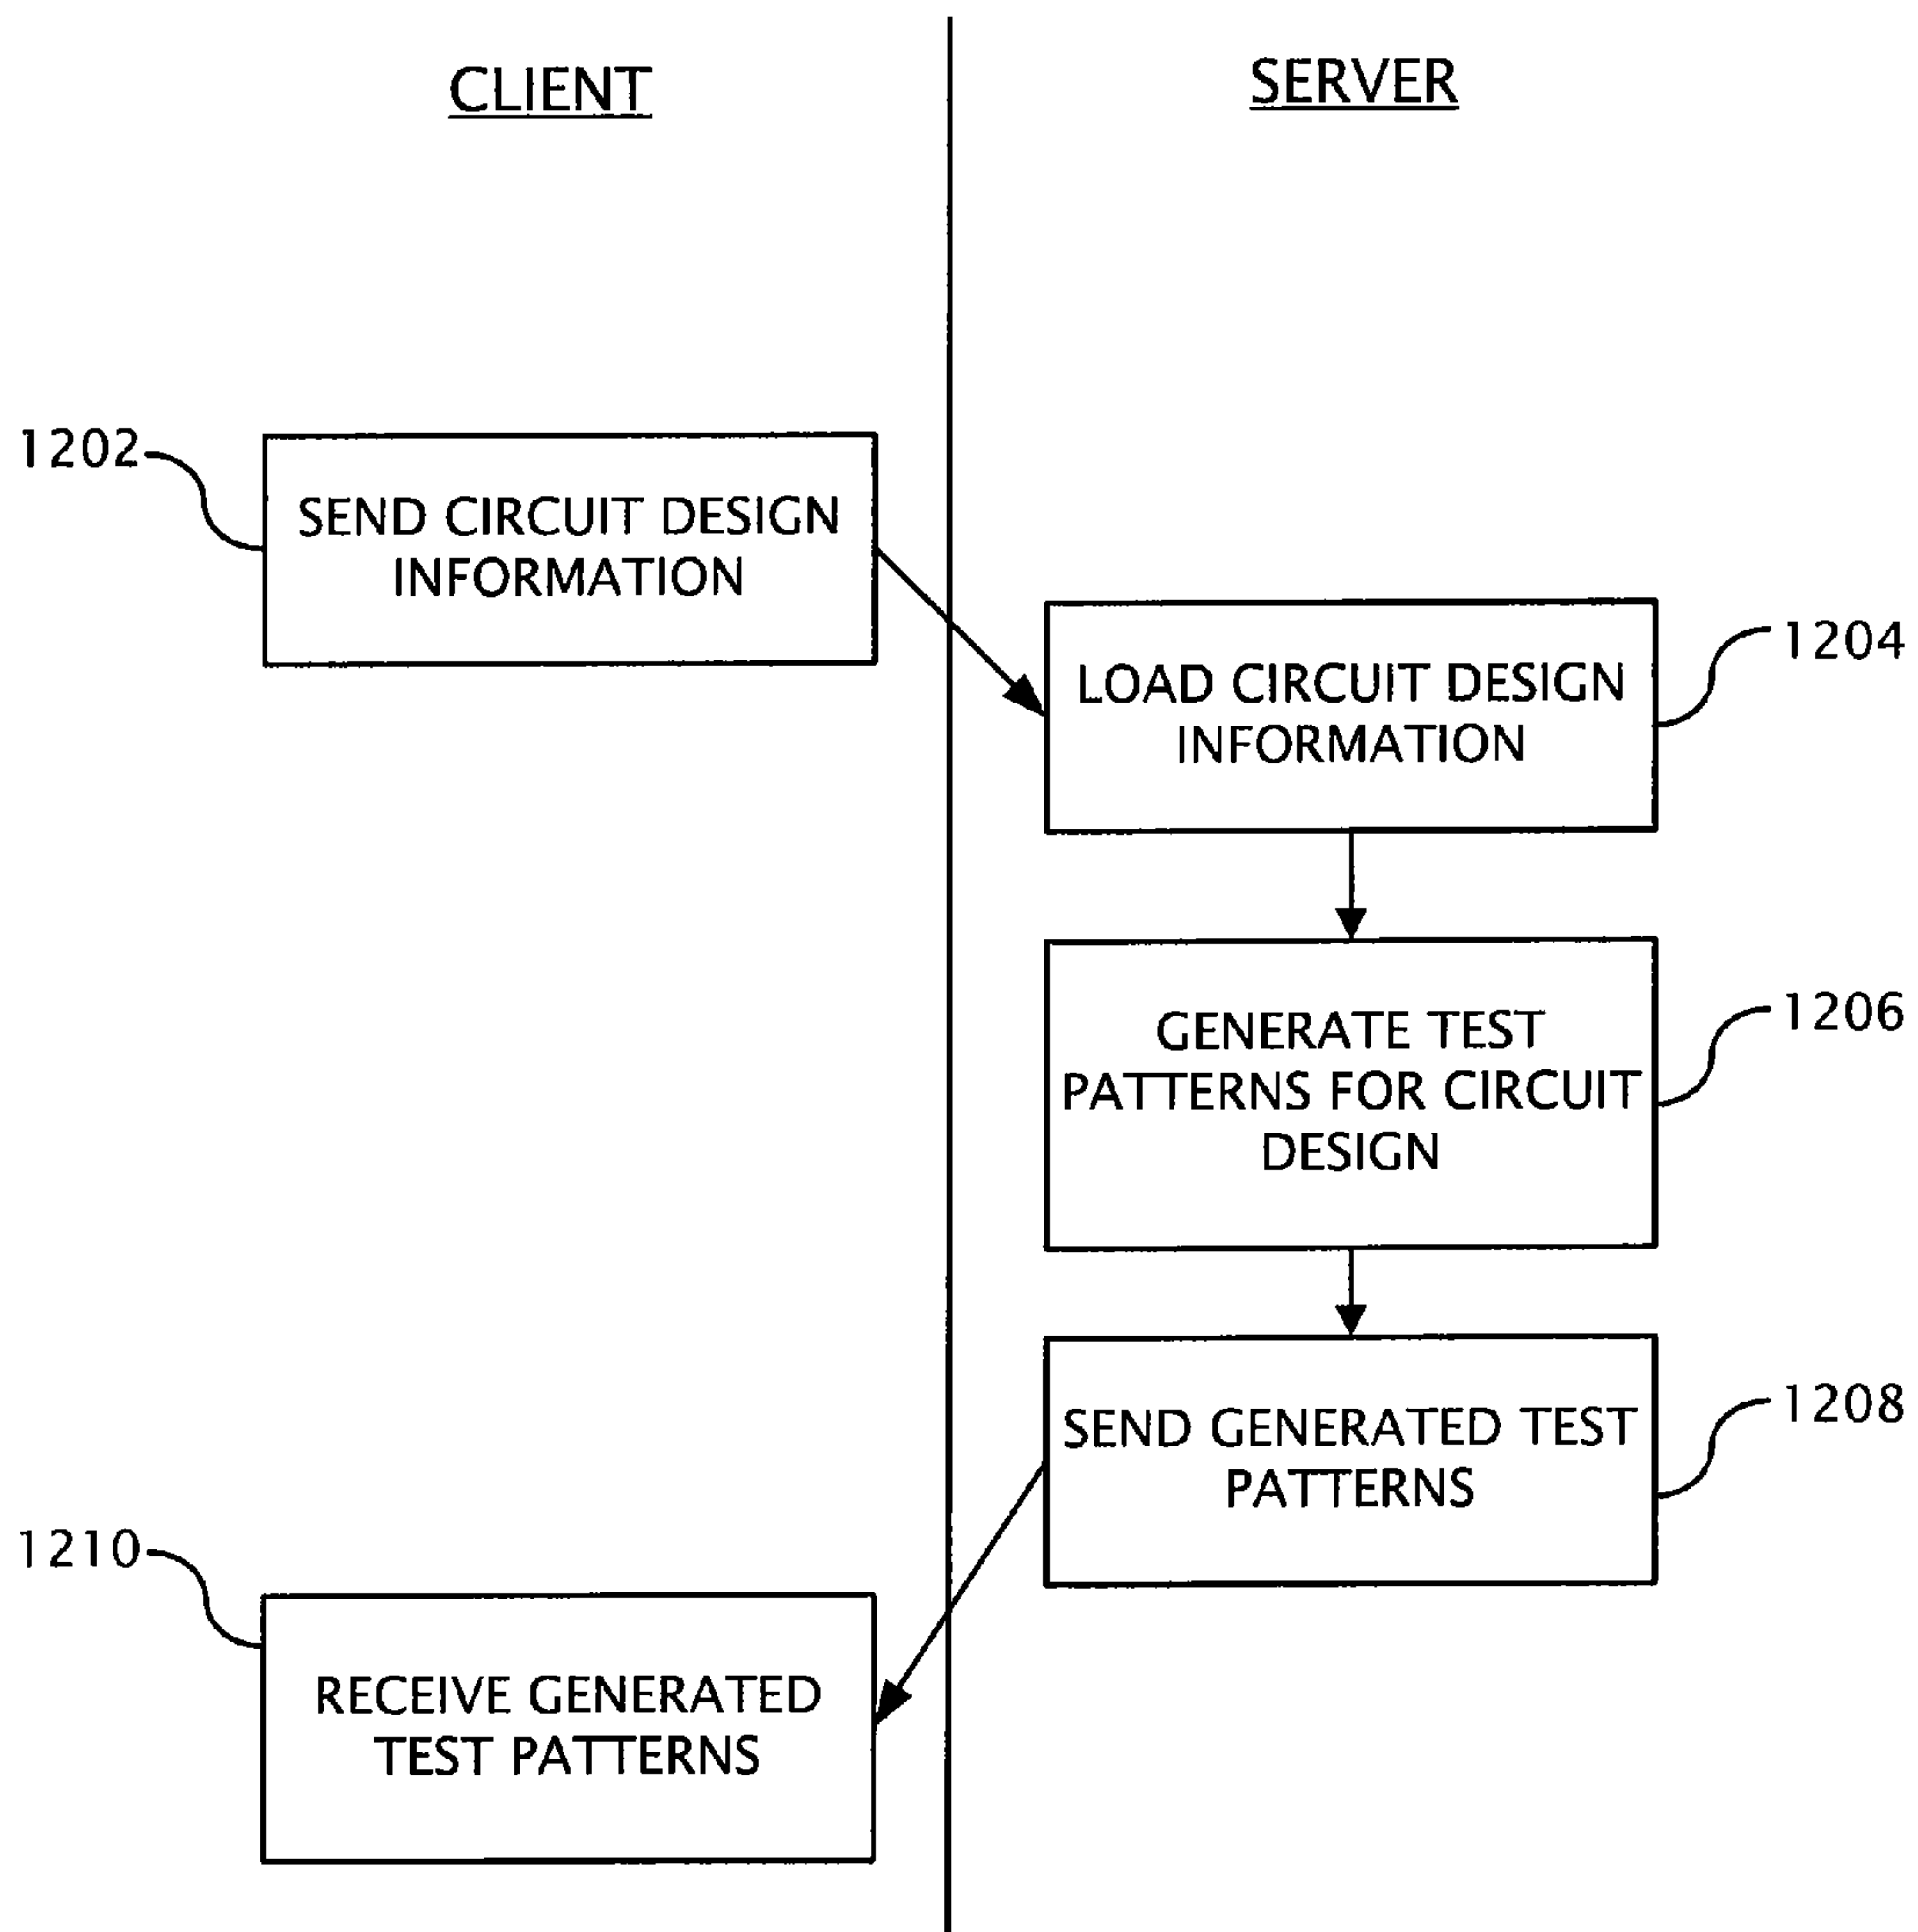 CLIENT
SERVER
1202
SEND CIRCUIT DESIGN
INFORMATION
1204
LOAD CIRCUIT DESIGN
INFORMATION
1206
GENERATE TEST
PATTERNS FOR CIRCUIT
DESIGN
1208
SEND GENERATED TEST
PATTERNS
1210
RECEIVE GENERATED
TEST PATTERNS